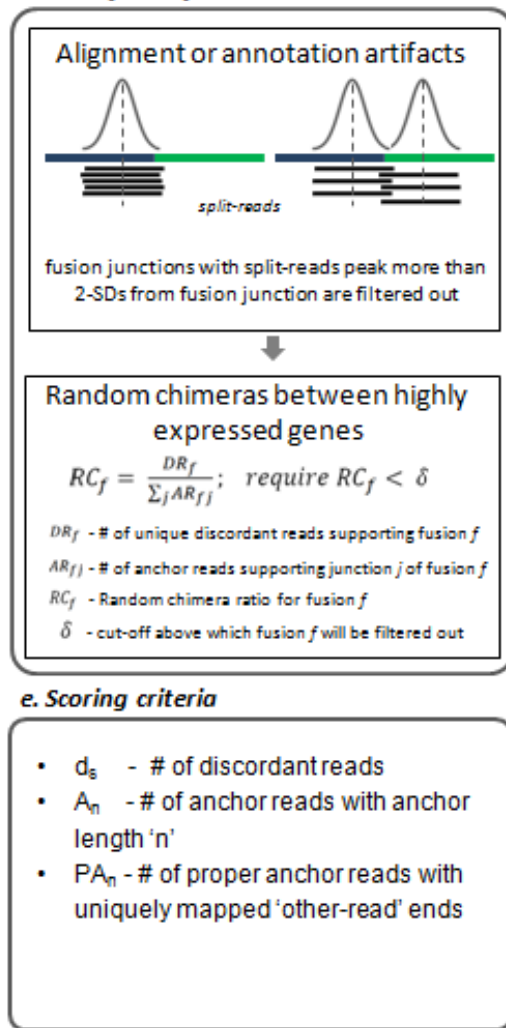 Alignment or annotation artifacts
split-reads
fusion junctions with split-reads peak more than
2-SDs from fusion junction are filtered out
Random chimeras between highly
expressed genes
RC_f = DR_f / ∑_j AR_fj; require RC_f < δ
DR_f - # of unique discordant reads supporting fusion f
AR_fj - # of anchor reads supporting junction j of fusion f
RC_f - Random chimera ratio for fusion f
δ - cut-off above which fusion f will be filtered out
e. Scoring criteria
• d_s - # of discordant reads
• A_n - # of anchor reads with anchor
length 'n'
• PA_n - # of proper anchor reads with
uniquely mapped 'other-read' ends